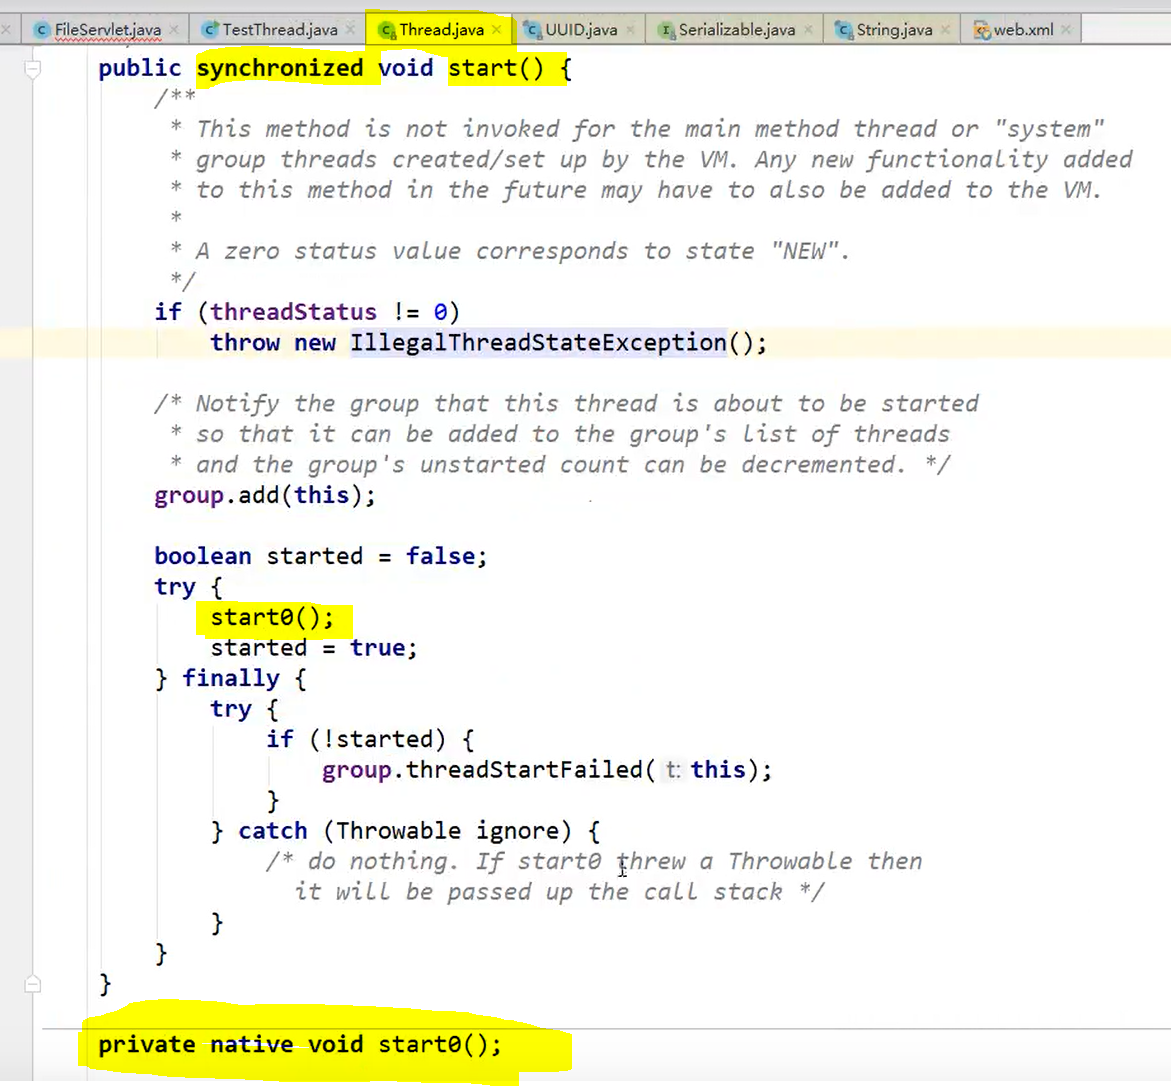 FileServlet.java × TestThread.java × Thread.java × UUID.java × Serializable.java × String.java × web.xml ×
public synchronized void start() {
/**
* This method is not invoked for the main method thread or "system"
* group threads created/set up by the VM. Any new functionality added
* to this method in the future may have to also be added to the VM.
*
* A zero status value corresponds to state "NEW".
*/
if (threadStatus != 0)
throw new IllegalThreadStateException();
/* Notify the group that this thread is about to be started
* so that it can be added to the group's list of threads
* and the group's unstarted count can be decremented. */
group.add(this);
boolean started = false;
try {
start0();
started = true;
} finally {
try {
if (!started) {
group.threadStartFailed( t: this);
}
} catch (Throwable ignore) {
/* do nothing. If start0 threw a Throwable then
it will be passed up the call stack */
}
}
}
private native void start0();